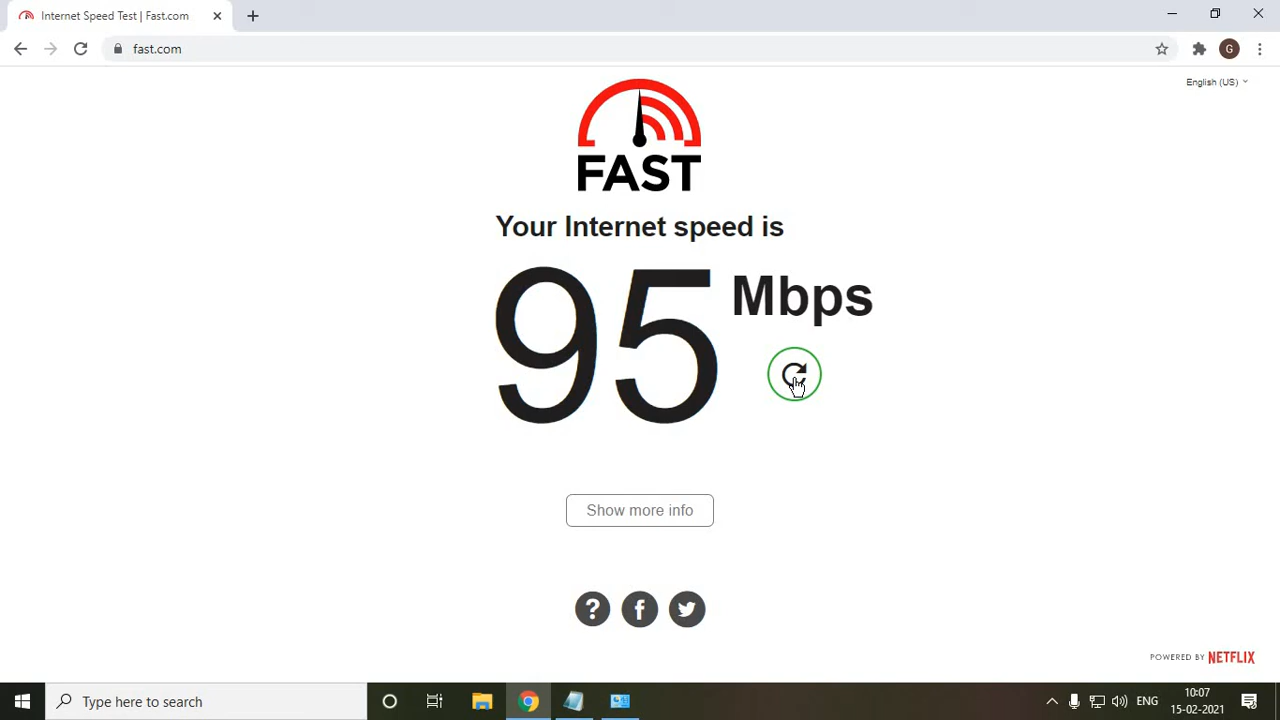 Internet Speed Test | Fast.com
fast.com
G
English (US)
FAST
Your Internet speed is
95 Mbps
Show more info
? f
POWERED BY NETFLIX
Type here to search
ENG
10:07
15-02-2021